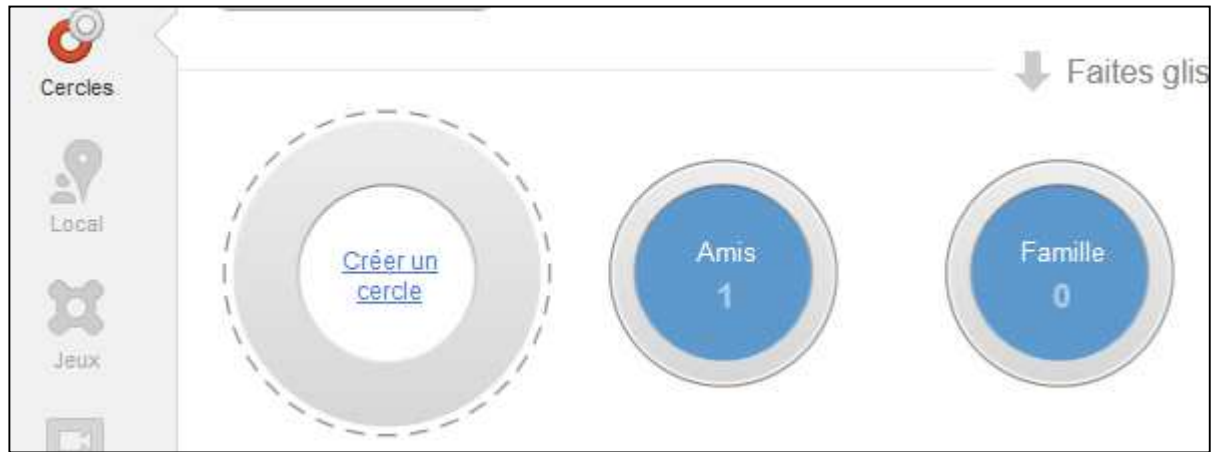 Cercles
Faites glis
Local
Créer un
cercle
Amis
1
Famille
0
Jeux